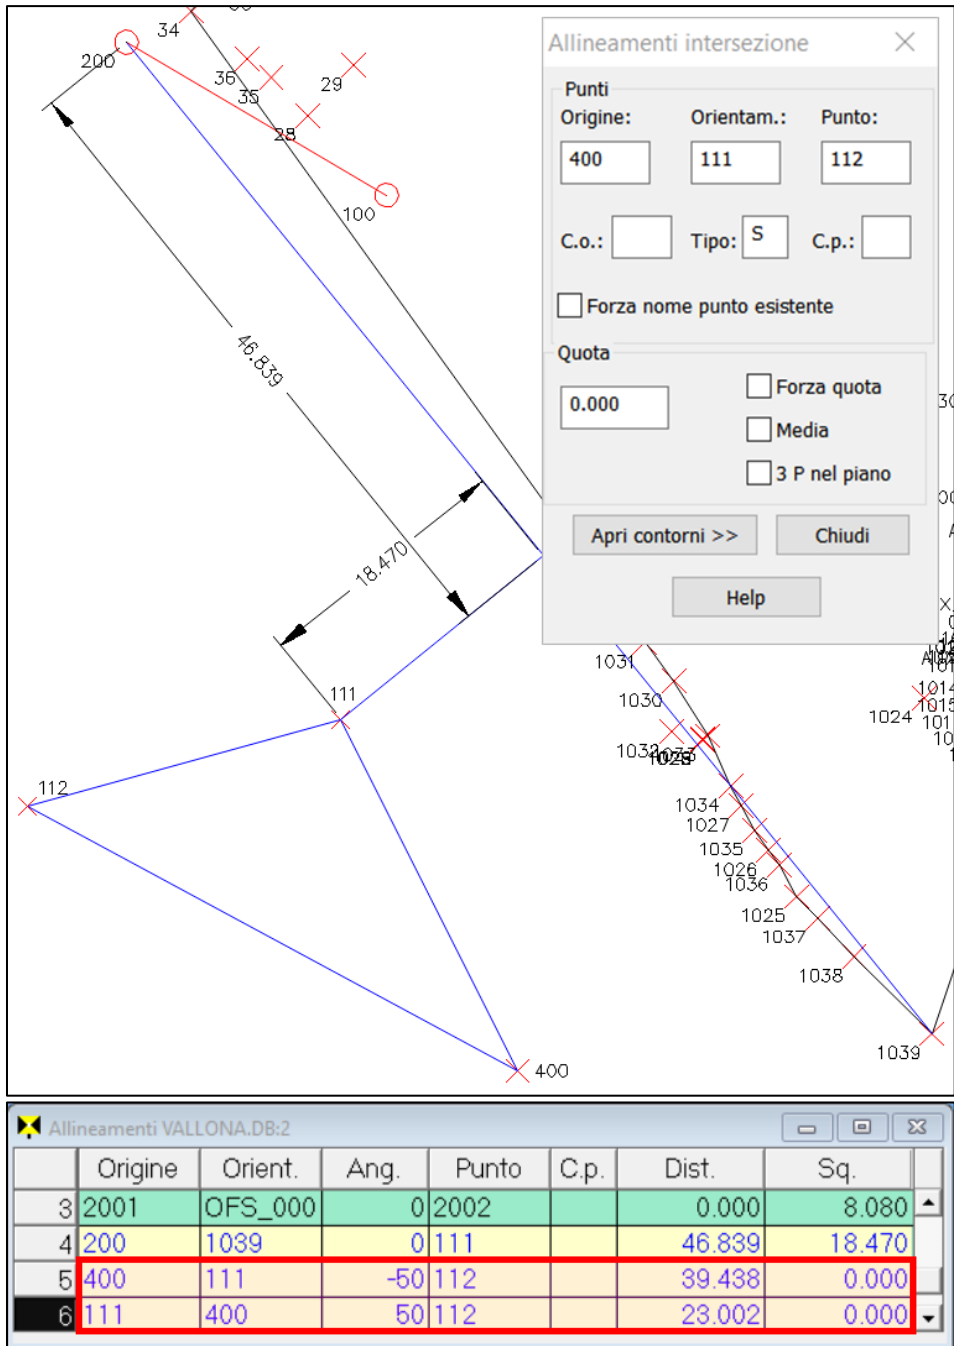 34
200
36
35
29
28
100
46.839
18.470
111
112
400
1031
1030
1032
1034
1027
1035
1026
1036
1025
1037
1038
1039
1024
1014
1015
Allineamenti intersezione
Punti
Origine: Orientam.: Punto:
400 111 112
C.o.: Tipo: S C.p.:
Forza nome punto esistente
Quota
0.000
Forza quota
Media
3 P nel piano
Apri contorni >> Chiudi
Help
Allineamenti VALLONA.DB:2
Origine Orient. Ang. Punto C.p. Dist. Sq.
3 2001 OFS_000 0 2002 0.000 8.080
4 200 1039 0 111 46.839 18.470
5 400 111 -50 112 39.438 0.000
6 111 400 50 112 23.002 0.000